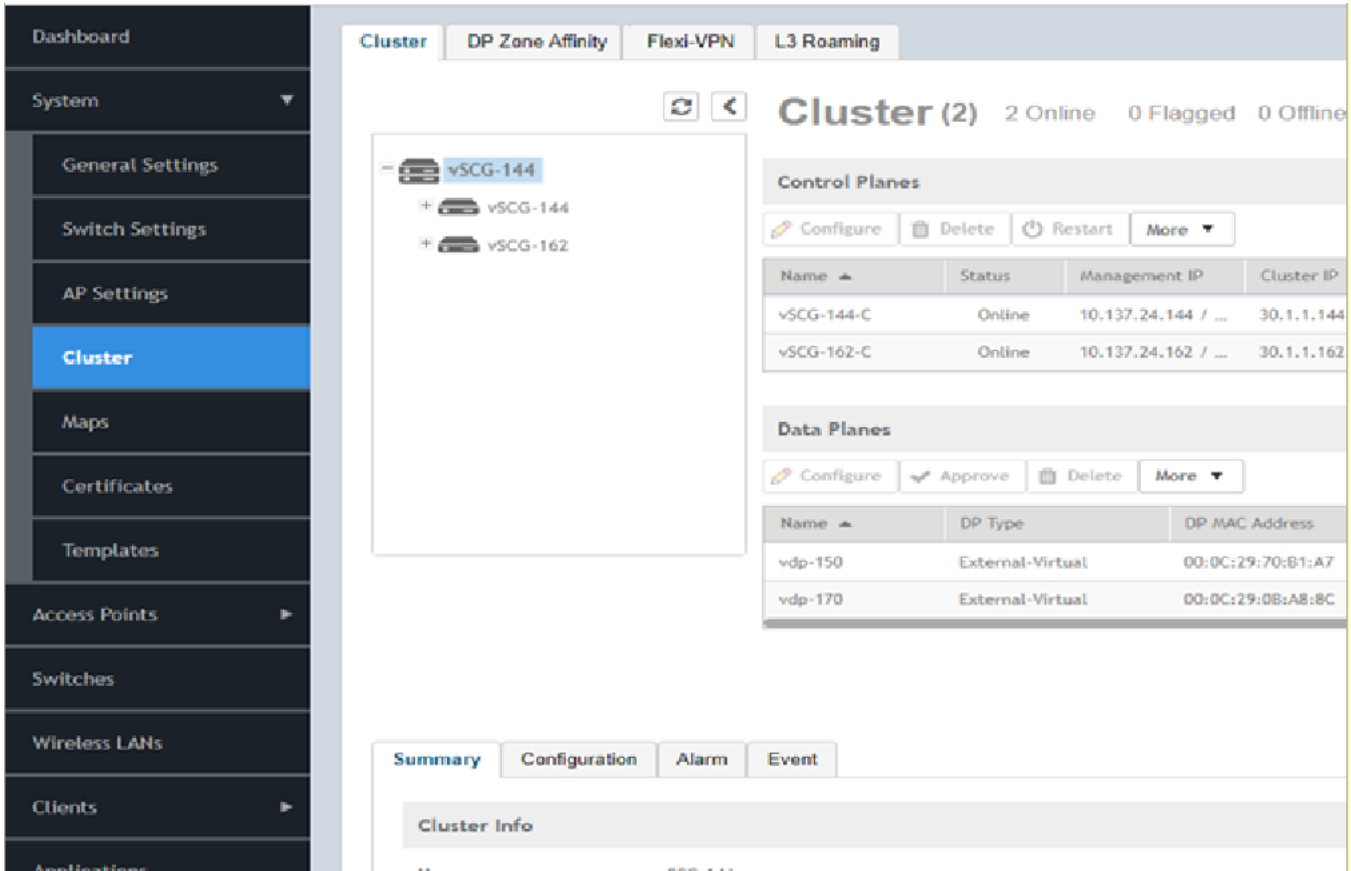 Dashboard
System
General Settings
Switch Settings
AP Settings
Cluster
Maps
Certificates
Templates
Access Points
Switches
Wireless LANs
Clients
Applications
Cluster DP Zone Affinity Flexi-VPN L3 Roaming
vSCG-144
vSCG-144
vSCG-162
Cluster (2) 2 Online 0 Flagged 0 Offline
Control Planes
Configure Delete Restart More
Name Status Management IP Cluster IP
vSCG-144-C Online 10.137.24.144 / ... 30.1.1.144
vSCG-162-C Online 10.137.24.162 / ... 30.1.1.162
Data Planes
Configure Approve Delete More
Name DP Type DP MAC Address
vdp-150 External-Virtual 00:0C:29:70:B1:A7
vdp-170 External-Virtual 00:0C:29:0B:A8:8C
Summary Configuration Alarm Event
Cluster Info